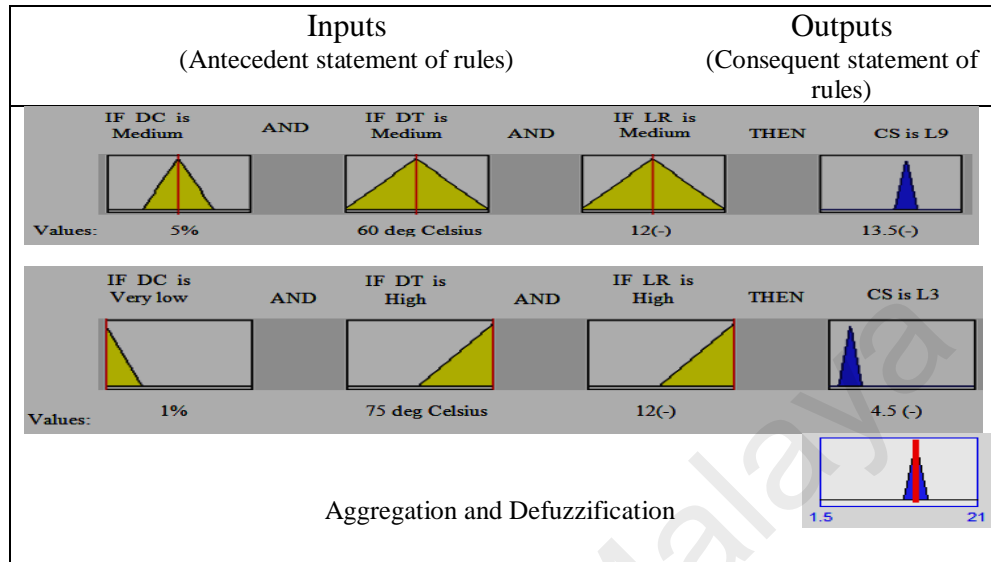 Inputs
(Antecedent statement of rules)
Outputs
(Consequent statement of
rules)
IF DC is
Medium
AND
IF DT is
Medium
AND
IF LR is
Medium
THEN
CS is L9
Values:
5%
60 deg Celsius
12(-)
13.5(-)
IF DC is
Very low
AND
IF DT is
High
AND
IF LR is
High
THEN
CS is L3
Values:
1%
75 deg Celsius
12(-)
4.5 (-)
Aggregation and Defuzzification
1.5
21
Malaya